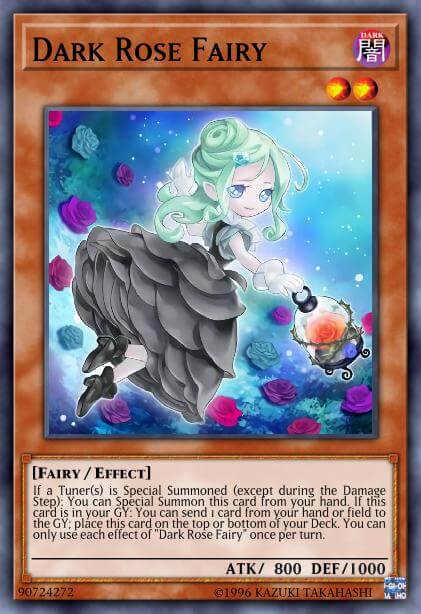 DARK ROSE FAIRY
DARK
闇
[FAIRY / EFFECT]
If a Tuner(s) is Special Summoned (except during the Damage
Step): You can Special Summon this card from your hand. If this
card is in your GY: You can send 1 card from your hand or field to
the GY; place this card on the top or bottom of your Deck. You can
only use each effect of "Dark Rose Fairy" once per turn.
ATK/ 800 DEF/1000
90724272
©1996 KAZUKI TAKAHASHI